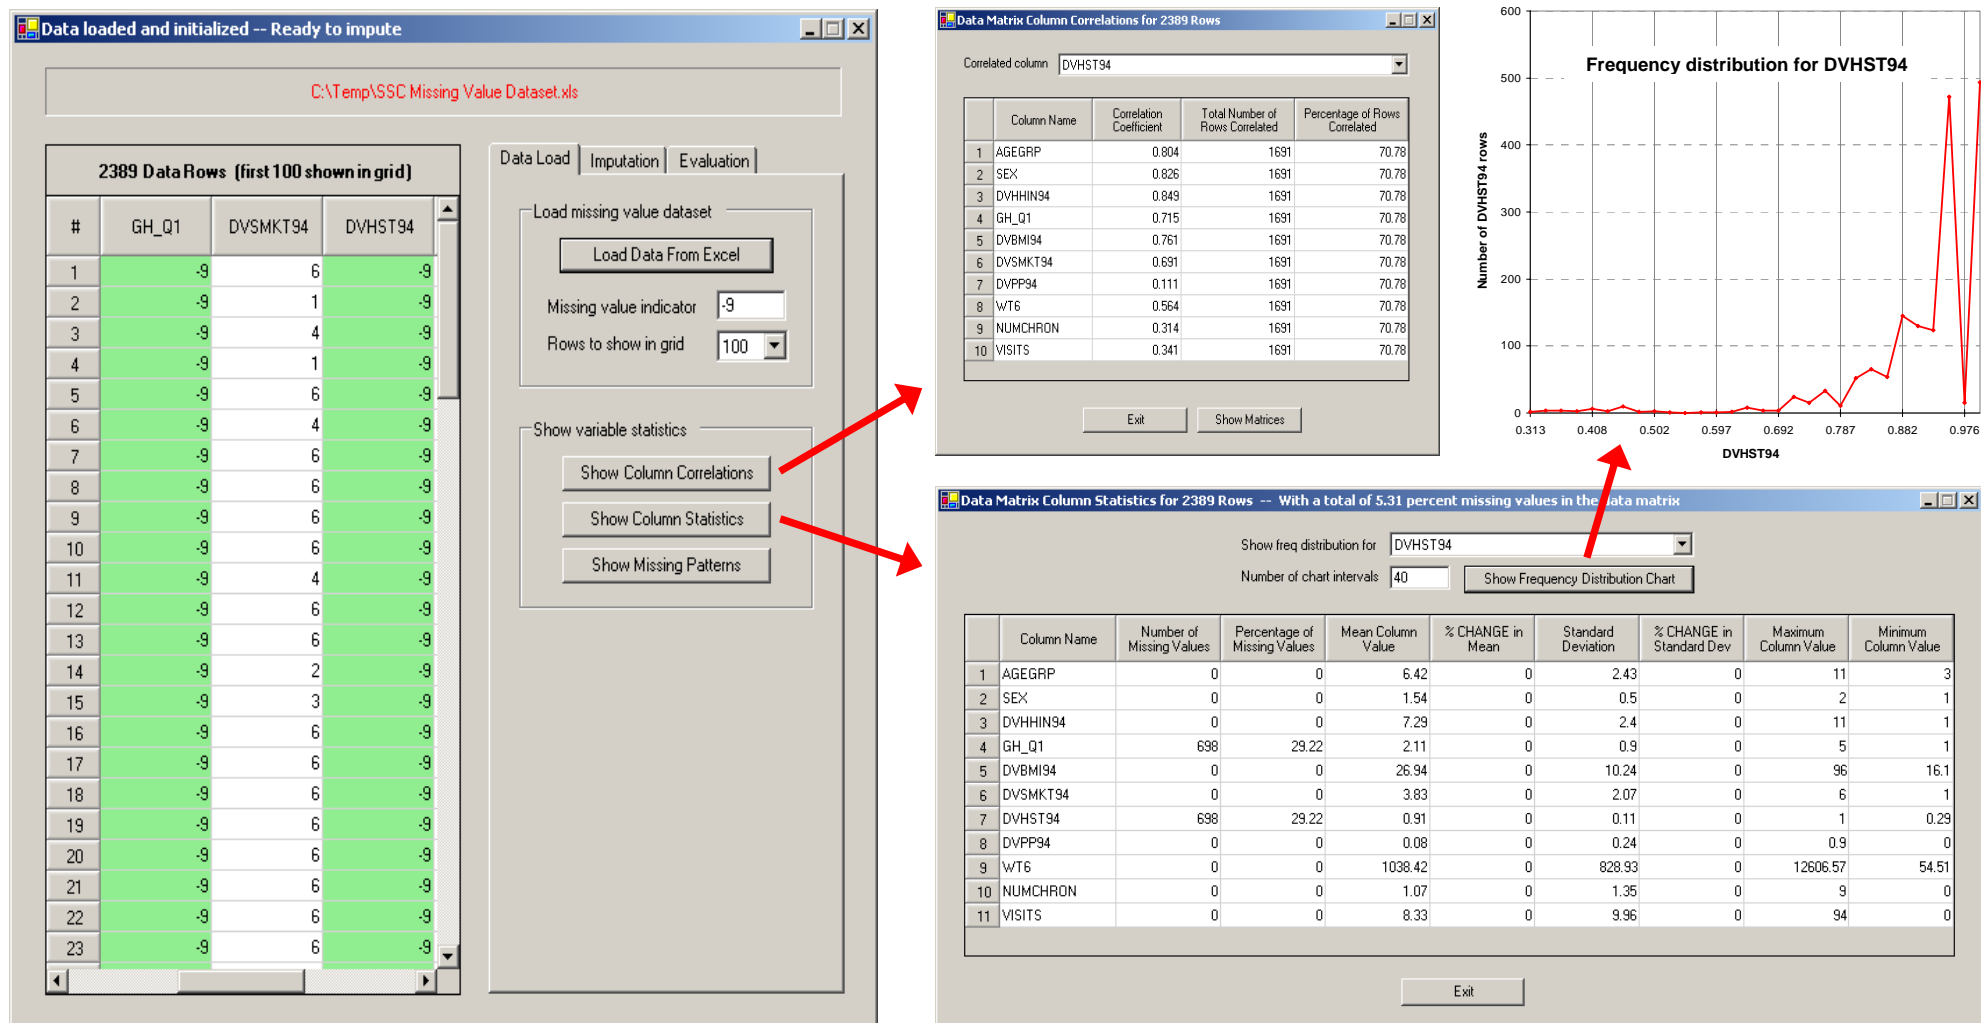 Data loaded and initialized -- Ready to impute
C:\Temp\SSC Missing Value Dataset.xls
2389 Data Rows (first 100 shown in grid)
# GH_Q1 DVSMKT94 DVHST94
1 -9 6 -9
2 -9 1 -9
3 -9 4 -9
4 -9 1 -9
5 -9 6 -9
6 -9 4 -9
7 -9 6 -9
8 -9 6 -9
9 -9 6 -9
10 -9 6 -9
11 -9 4 -9
12 -9 6 -9
13 -9 6 -9
14 -9 2 -9
15 -9 3 -9
16 -9 6 -9
17 -9 6 -9
18 -9 6 -9
19 -9 6 -9
20 -9 6 -9
21 -9 6 -9
22 -9 6 -9
23 -9 6 -9
Data Load Imputation Evaluation
Load missing value dataset
Load Data From Excel
Missing value indicator -9
Rows to show in grid 100
Show variable statistics
Show Column Correlations
Show Column Statistics
Show Missing Patterns
Data Matrix Column Correlations for 2389 Rows
Correlated column DVHST94
Column Name Correlation Coefficient Total Number of Rows Correlated Percentage of Rows Correlated
1 AGEGRP 0.804 1691 70.78
2 SEX 0.826 1691 70.78
3 DVHHIN94 0.849 1691 70.78
4 GH_Q1 0.715 1691 70.78
5 DVBMI94 0.761 1691 70.78
6 DVSMKT94 0.691 1691 70.78
7 DVPP94 0.111 1691 70.78
8 WT6 0.564 1691 70.78
9 NUMCHRON 0.314 1691 70.78
10 VISITS 0.341 1691 70.78
Exit Show Matrices
Frequency distribution for DVHST94
Number of DVHST94 rows
600
500
400
300
200
100
0
0.313 0.408 0.502 0.597 0.692 0.787 0.882 0.976
DVHST94
Data Matrix Column Statistics for 2389 Rows -- With a total of 5.31 percent missing values in the data matrix
Show freq distribution for DVHST94
Number of chart intervals 40 Show Frequency Distribution Chart
Column Name Number of Missing Values Percentage of Missing Values Mean Column Value % CHANGE in Mean Standard Deviation % CHANGE in Standard Dev Maximum Column Value Minimum Column Value
1 AGEGRP 0 0 6.42 0 2.43 0 11 3
2 SEX 0 0 1.54 0 0.5 0 2 1
3 DVHHIN94 0 0 7.29 0 2.4 0 11 1
4 GH_Q1 698 29.22 2.11 0 0.9 0 5 1
5 DVBMI94 0 0 26.94 0 10.24 0 96 16.1
6 DVSMKT94 0 0 3.83 0 2.07 0 6 1
7 DVHST94 698 29.22 0.91 0 0.11 0 1 0.29
8 DVPP94 0 0 0.08 0 0.24 0 0.9 0
9 WT6 0 0 1038.42 0 828.93 0 12606.57 54.51
10 NUMCHRON 0 0 1.07 0 1.35 0 9 0
11 VISITS 0 0 8.33 0 9.96 0 94 0
Exit